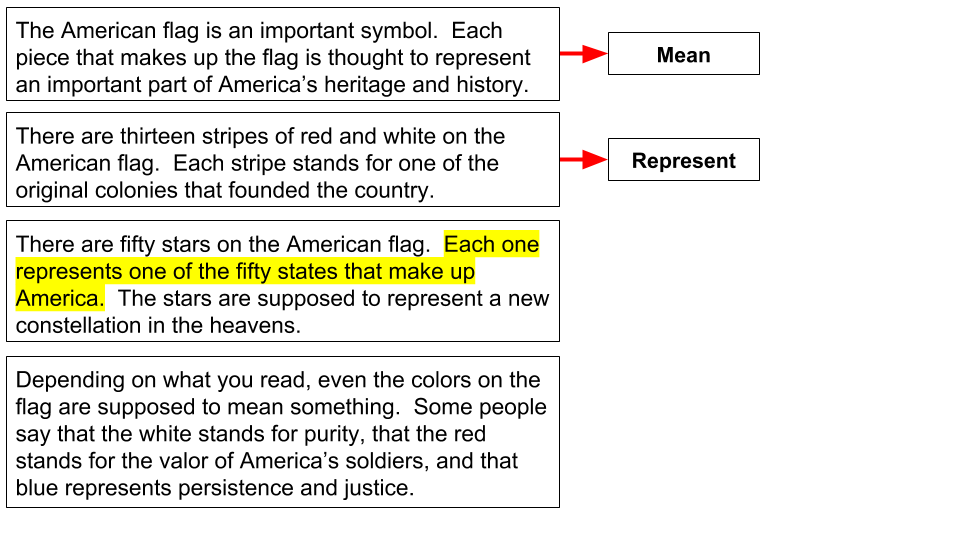 The American flag is an important symbol.  Each
piece that makes up the flag is thought to represent
an important part of America’s heritage and history.
Mean
There are thirteen stripes of red and white on the
American flag.  Each stripe stands for one of the
original colonies that founded the country.
Represent
There are fifty stars on the American flag.  Each one
represents one of the fifty states that make up
America.  The stars are supposed to represent a new
constellation in the heavens.
Depending on what you read, even the colors on the
flag are supposed to mean something.  Some people
say that the white stands for purity, that the red
stands for the valor of America’s soldiers, and that
blue represents persistence and justice.